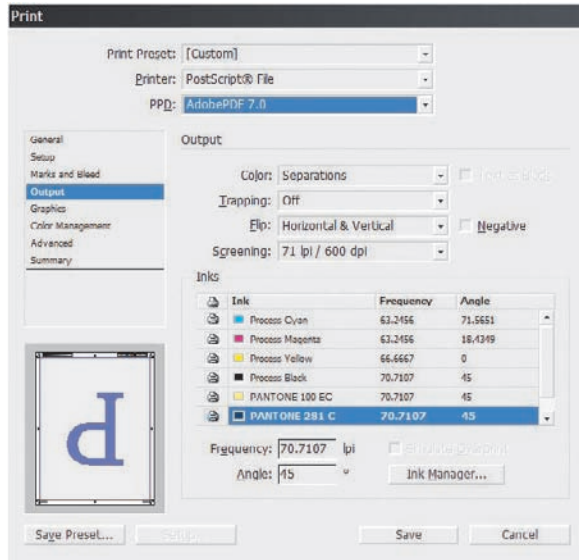 Print
Print Preset: [Custom]
Printer: PostScript® File
PPD: AdobePDF 7.0
General
Setup
Marks and Bleed
Output
Graphics
Color Management
Advanced
Summary
Output
Color: Separations
Trapping: Off
Flip: Horizontal & Vertical
Negative
Screening: 71 lpi / 600 dpi
Inks
Ink Frequency Angle
Process Cyan 63.2456 71.5651
Process Magenta 63.2456 18.4349
Process Yellow 66.6667 0
Process Black 70.7107 45
PANTONE 100 EC 70.7107 45
PANTONE 281 C 70.7107 45
P
Frequency: 70.7107 lpi
Angle: 45 °
Ink Manager...
Save Preset...
Save
Cancel